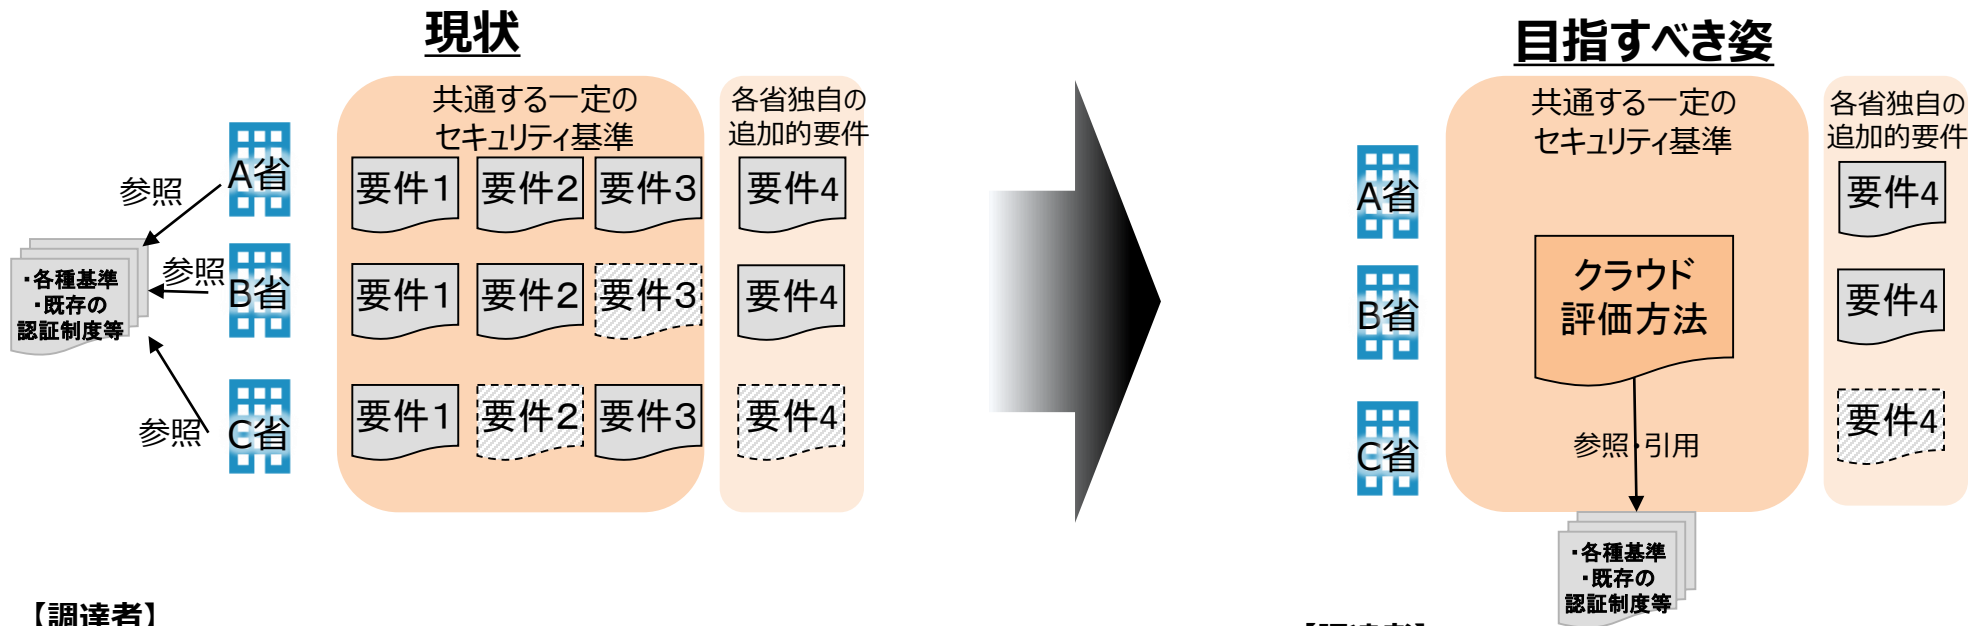 現状
共通する一定の
セキュリティ基準
各省独自の
追加的要件
A省
参照
要件1
要件2
要件3
要件4
B省
参照
要件1
要件2
要件3
要件4
・各種基準
・既存の
認証制度等
C省
参照
要件1
要件2
要件3
要件4
【調達者】
目指すべき姿
共通する一定の
セキュリティ基準
各省独自の
追加的要件
A省
要件4
B省
クラウド
評価方法
要件4
C省
要件4
参照・引用
・各種基準
・既存の
認証制度等